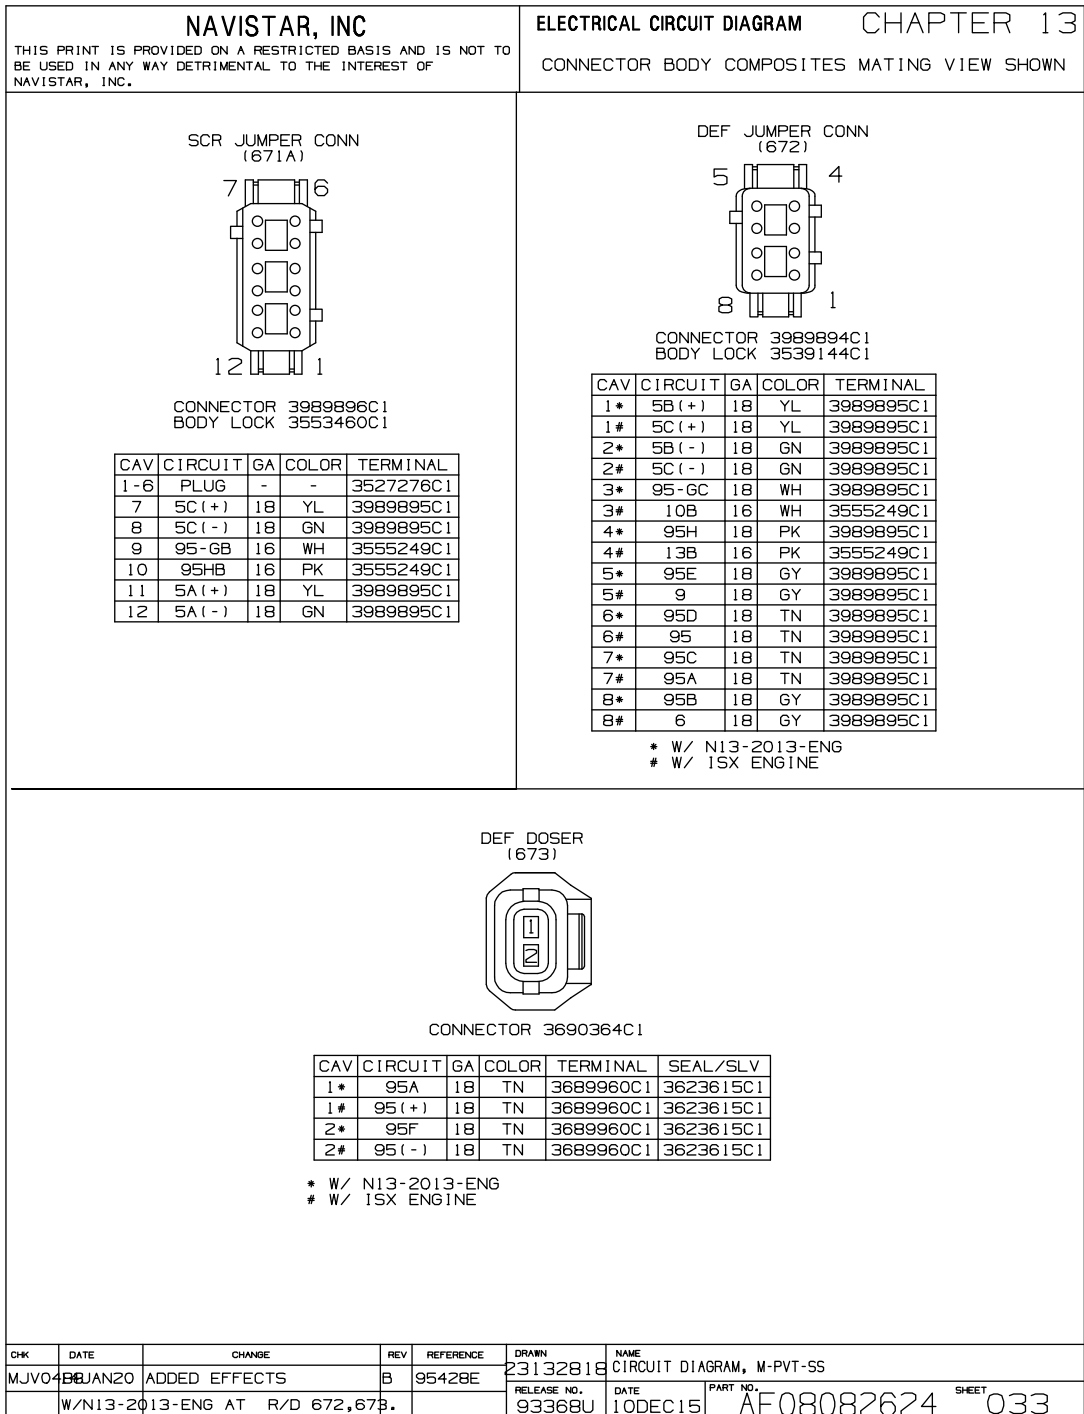 NAVISTAR, INC
THIS PRINT IS PROVIDED ON A RESTRICTED BASIS AND IS NOT TO
BE USED IN ANY WAY DETRIMENTAL TO THE INTEREST OF
NAVISTAR, INC.
ELECTRICAL CIRCUIT DIAGRAM CHAPTER 13
CONNECTOR BODY COMPOSITES MATING VIEW SHOWN
SCR JUMPER CONN
(671A)
7 6
12 1
CONNECTOR 3989896C1
BODY LOCK 3553460C1
CAV CIRCUIT GA COLOR TERMINAL
1-6 PLUG - - 3527276C1
7 5C(+) 18 YL 3989895C1
8 5C(-) 18 GN 3989895C1
9 95-GB 16 WH 3555249C1
10 95HB 16 PK 3555249C1
11 5A(+) 18 YL 3989895C1
12 5A(-) 18 GN 3989895C1
DEF JUMPER CONN
(672)
5 4
8 1
CONNECTOR 3989894C1
BODY LOCK 3539144C1
CAV CIRCUIT GA COLOR TERMINAL
1* 5B(+) 18 YL 3989895C1
1# 5C(+) 18 YL 3989895C1
2* 5B(-) 18 GN 3989895C1
2# 5C(-) 18 GN 3989895C1
3* 95-GC 18 WH 3989895C1
3# 10B 16 WH 3555249C1
4* 95H 18 PK 3989895C1
4# 13B 16 PK 3555249C1
5* 95E 18 GY 3989895C1
5# 9 18 GY 3989895C1
6* 95D 18 TN 3989895C1
6# 95 18 TN 3989895C1
7* 95C 18 TN 3989895C1
7# 95A 18 TN 3989895C1
8* 95B 18 GY 3989895C1
8# 6 18 GY 3989895C1
* W/ N13-2013-ENG
# W/ ISX ENGINE
DEF DOSER
(673)
1
2
CONNECTOR 3690364C1
CAV CIRCUIT GA COLOR TERMINAL SEAL/SLV
1* 95A 18 TN 3689960C1 3623615C1
1# 95(+) 18 TN 3689960C1 3623615C1
2* 95F 18 TN 3689960C1 3623615C1
2# 95(-) 18 TN 3689960C1 3623615C1
* W/ N13-2013-ENG
# W/ ISX ENGINE
CHK DATE CHANGE REV REFERENCE DRAWN NAME
ADDED EFFECTS B 95428E 23132818 CIRCUIT DIAGRAM, M-PVT-SS
W/N13-2013-ENG AT R/D 672,673.
RELEASE NO. DATE PART NO. SHEET
93368U 10DEC15 AF08087674 033